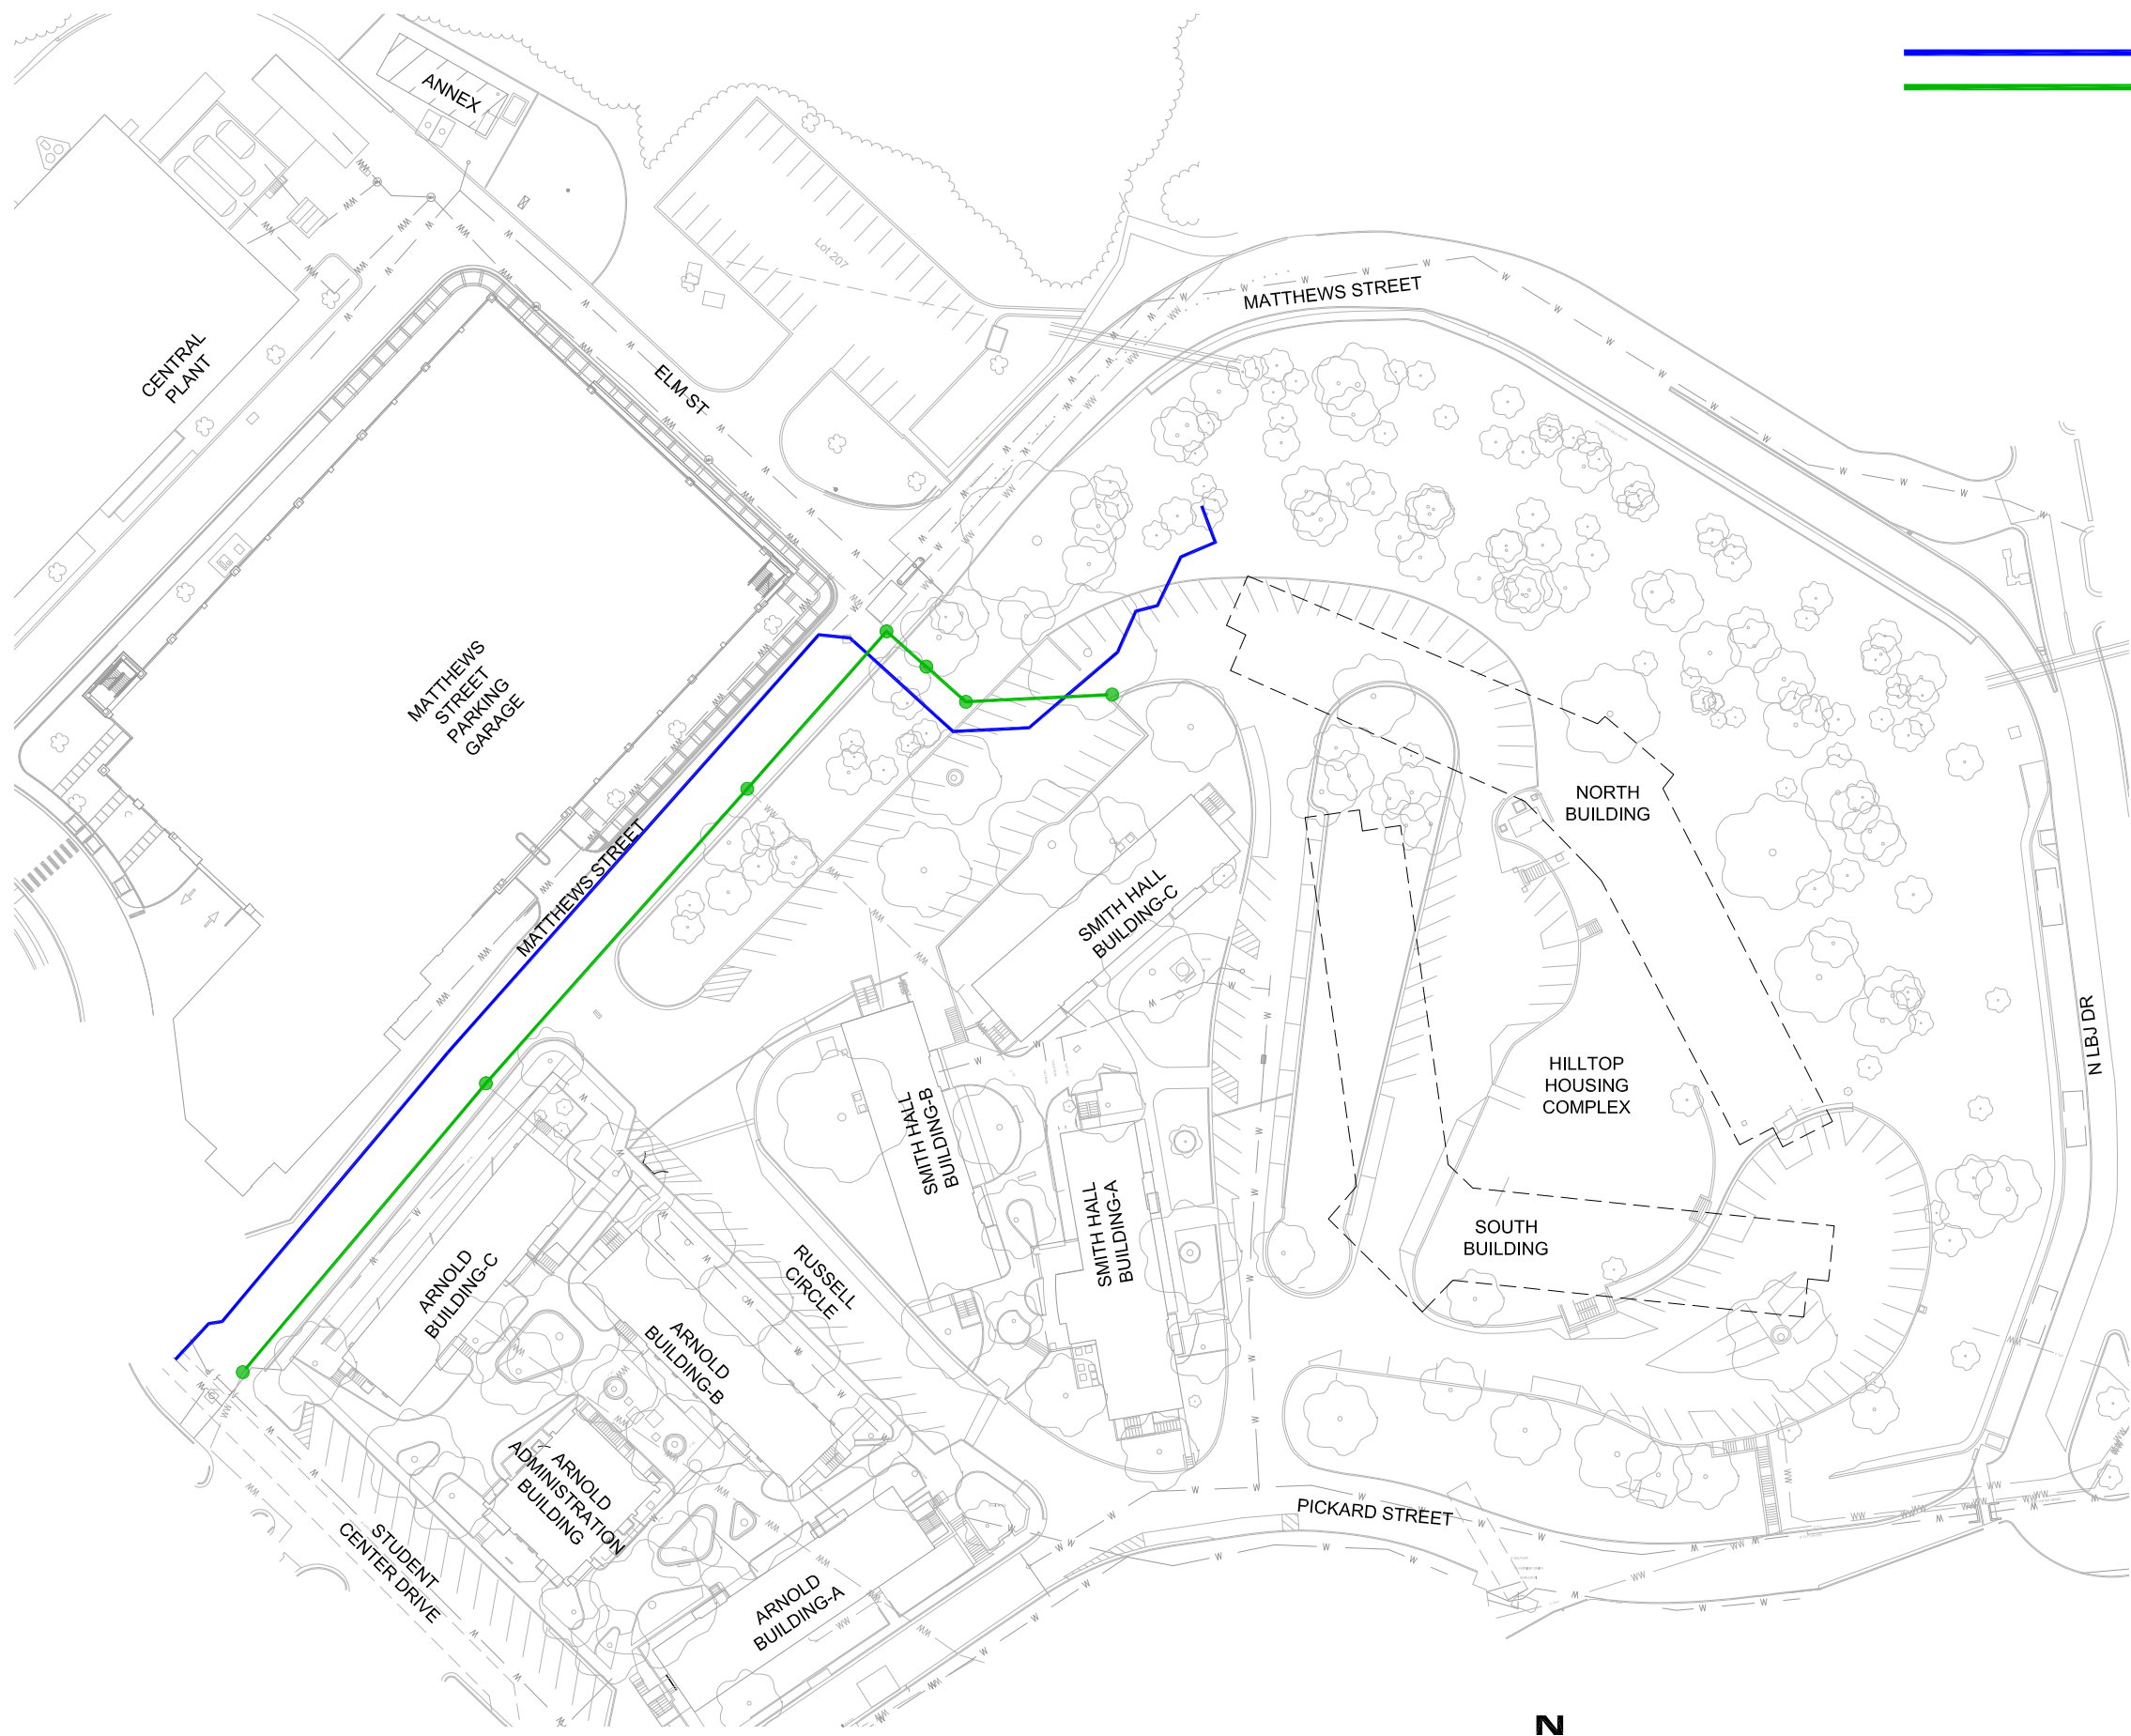 ANNEX
Lot 207
MATTHEWS STREET
CENTRAL
PLANT
ELM ST
MATTHEWS
STREET
PARKING
GARAGE
NORTH
BUILDING
MATTHEWS STREET
SMITH HALL
BUILDING-C
N LBJ DR
HILLTOP
HOUSING
COMPLEX
SMITH HALL
BUILDING-B
SMITH HALL
BUILDING-A
SOUTH
BUILDING
RUSSELL
CIRCLE
ARNOLD
BUILDING-C
ARNOLD
BUILDING-B
ARNOLD
ADMINISTRATION
BUILDING
PICKARD STREET
STUDENT
CENTER DRIVE
ARNOLD
BUILDING-A
N